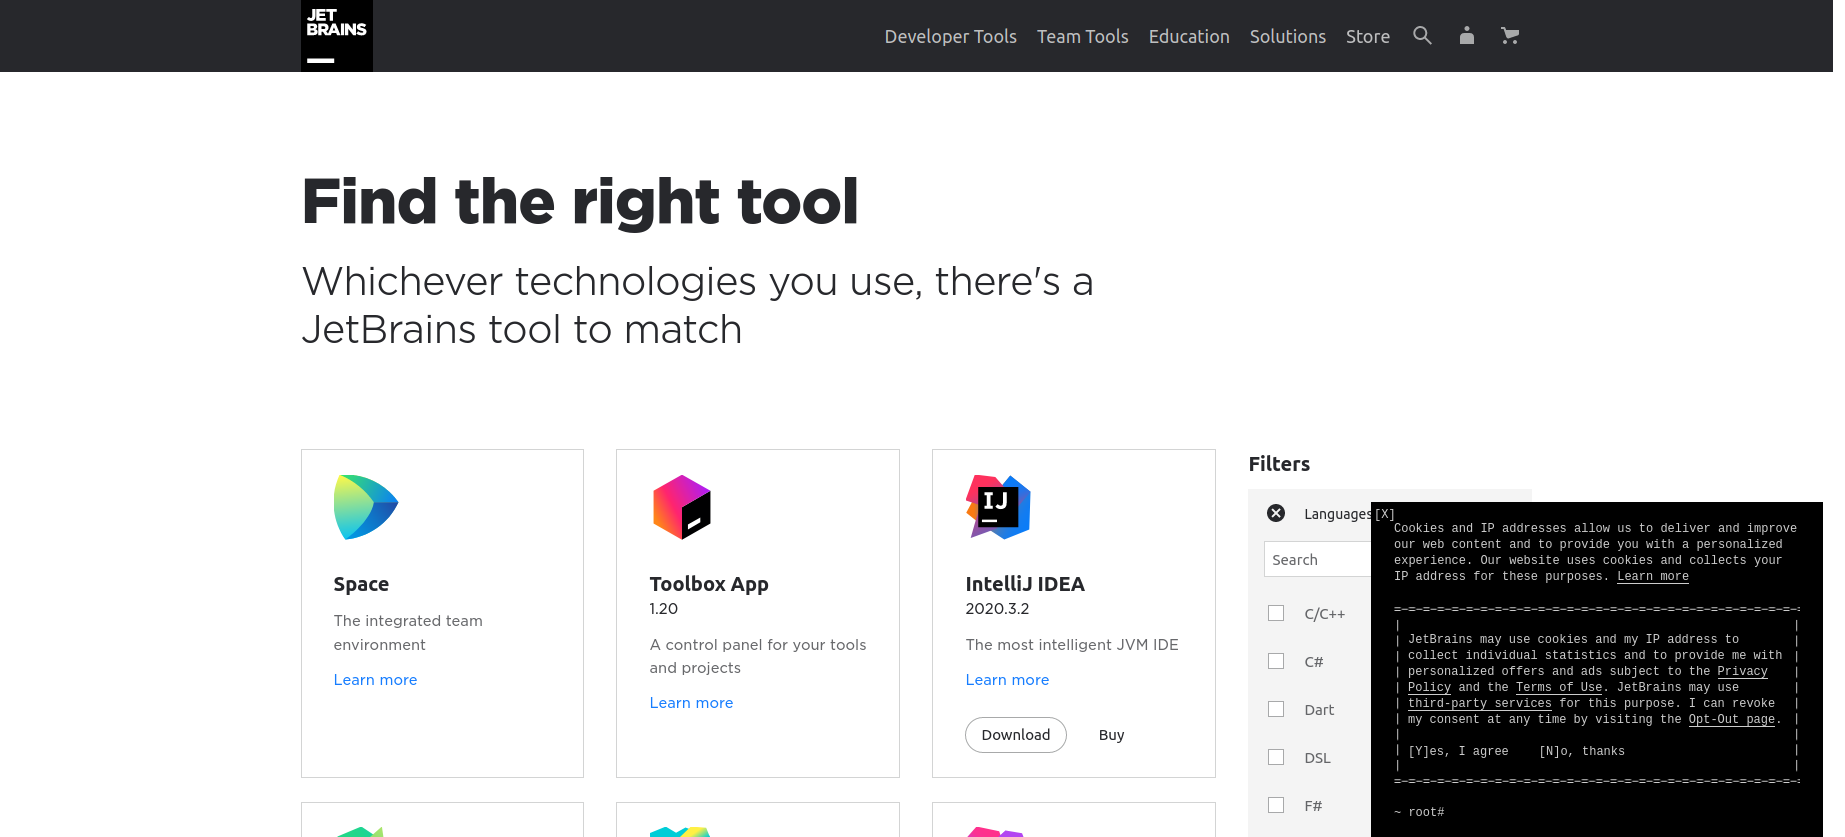 JET
BRAINS
Developer Tools Team Tools Education Solutions Store
Find the right tool
Whichever technologies you use, there's a
JetBrains tool to match
Space
The integrated team
environment
Learn more
Toolbox App
1.20
A control panel for your tools
and projects
Learn more
IJ
IntelliJ IDEA
2020.3.2
The most intelligent JVM IDE
Learn more
Download Buy
Filters
Languages
Search
C/C++
C#
Dart
DSL
F#
[X]
Cookies and IP addresses allow us to deliver and improve
our web content and to provide you with a personalized
experience. Our website uses cookies and collects your
IP address for these purposes. Learn more
JetBrains may use cookies and my IP address to
collect individual statistics and to provide me with
personalized offers and ads subject to the Privacy
Policy and the Terms of Use. JetBrains may use
third-party services for this purpose. I can revoke
my consent at any time by visiting the Opt-Out page.
[Y]es, I agree [N]o, thanks
~ root#